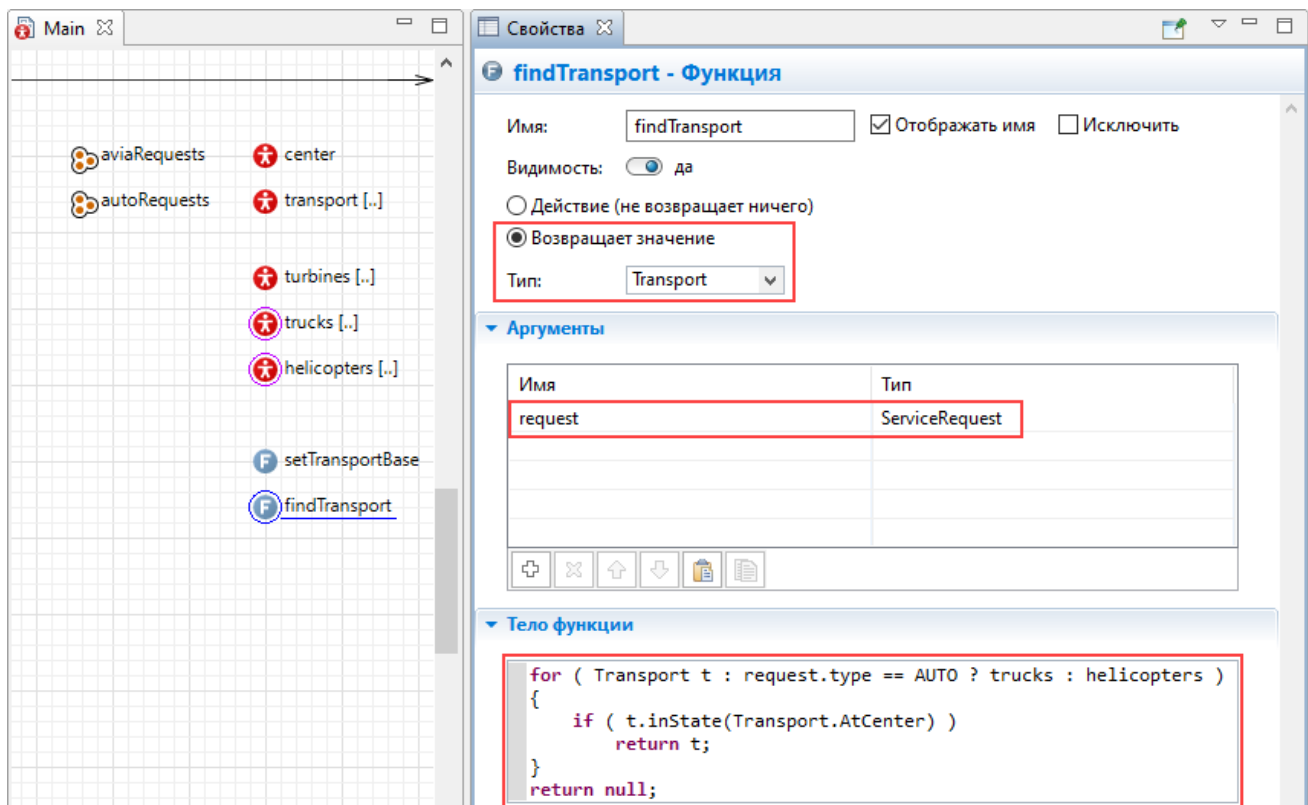 Main
aviaRequests
center
autoRequests
transport [..]
turbines [..]
trucks [..]
helicopters [..]
setTransportBase
findTransport
Свойства
findTransport - Функция
Имя:
findTransport
Отображать имя
Исключить
Видимость:
да
Действие (не возвращает ничего)
Возвращает значение
Тип:
Transport
Аргументы
Имя
Тип
request
ServiceRequest
Тело функции
for ( Transport t : request.type == AUTO ? trucks : helicopters )
{
if ( t.inState(Transport.AtCenter) )
return t;
}
return null;